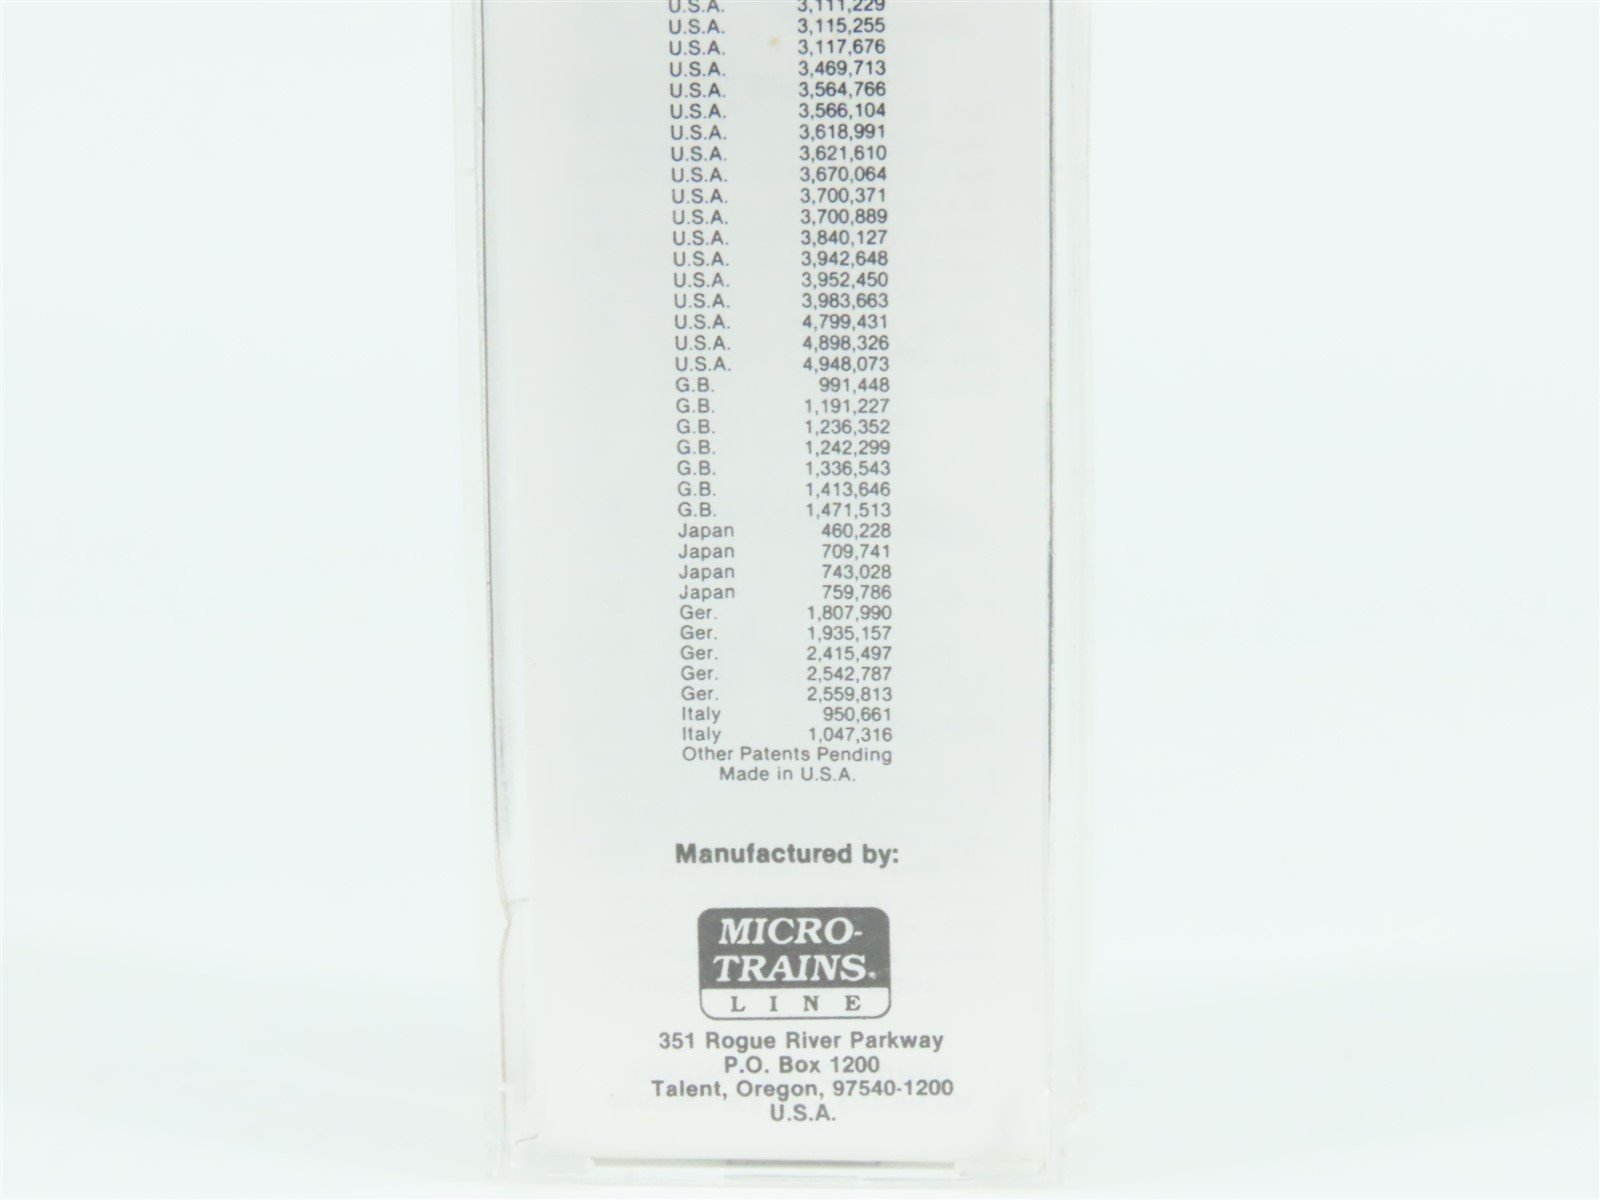 U.S.A. 3,111,229
U.S.A. 3,115,255
U.S.A. 3,117,676
U.S.A. 3,469,713
U.S.A. 3,564,766
U.S.A. 3,566,104
U.S.A. 3,618,991
U.S.A. 3,621,610
U.S.A. 3,670,064
U.S.A. 3,700,371
U.S.A. 3,700,889
U.S.A. 3,840,127
U.S.A. 3,942,648
U.S.A. 3,952,450
U.S.A. 3,983,663
U.S.A. 4,799,431
U.S.A. 4,898,326
U.S.A. 4,948,073
G.B. 991,448
G.B. 1,191,227
G.B. 1,236,352
G.B. 1,242,299
G.B. 1,336,543
G.B. 1,413,646
G.B. 1,471,513
Japan 460,228
Japan 709,741
Japan 743,028
Japan 759,786
Ger. 1,807,990
Ger. 1,935,157
Ger. 2,415,497
Ger. 2,542,787
Ger. 2,559,813
Italy 950,661
Italy 1,047,316
Other Patents Pending
Made in U.S.A.
Manufactured by:
MICRO-
TRAINS®
LINE
351 Rogue River Parkway
P.O. Box 1200
Talent, Oregon, 97540-1200
U.S.A.